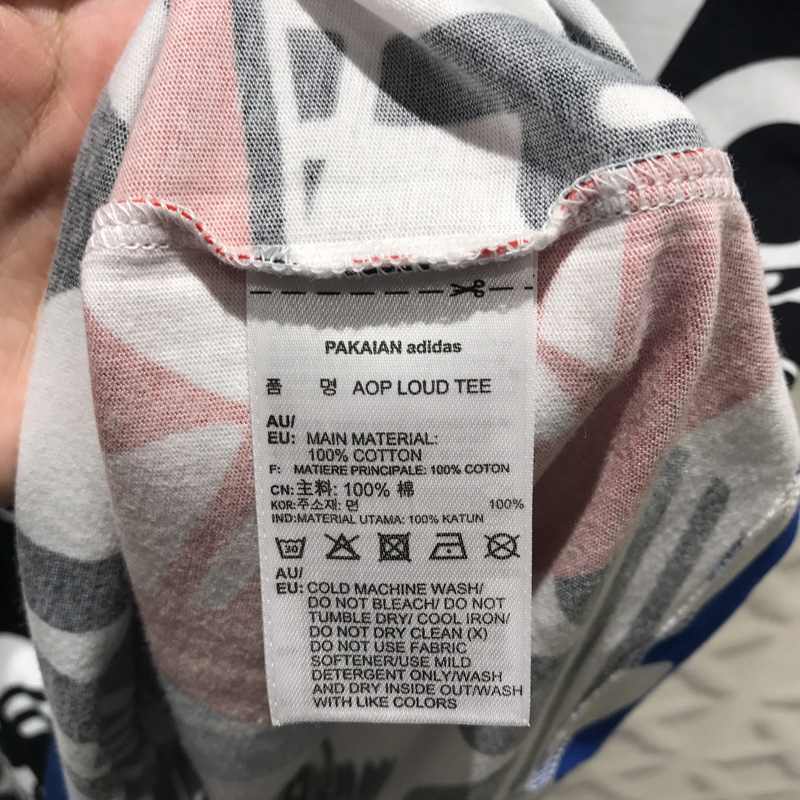 PAKAIAN adidas
품 명 AOP LOUD TEE
AU/
EU: MAIN MATERIAL:
100% COTTON
F: MATIERE PRINCIPALE: 100% COTON
CN:主料: 100% 棉
KOR:주소재: 면 100%
IND:MATERIAL UTAMA: 100% KATUN
30
AU/
EU: COLD MACHINE WASH/
DO NOT BLEACH/ DO NOT
TUMBLE DRY/ COOL IRON/
DO NOT DRY CLEAN (X)
DO NOT USE FABRIC
SOFTENER/USE MILD
DETERGENT ONLY/WASH
AND DRY INSIDE OUT/WASH
WITH LIKE COLORS